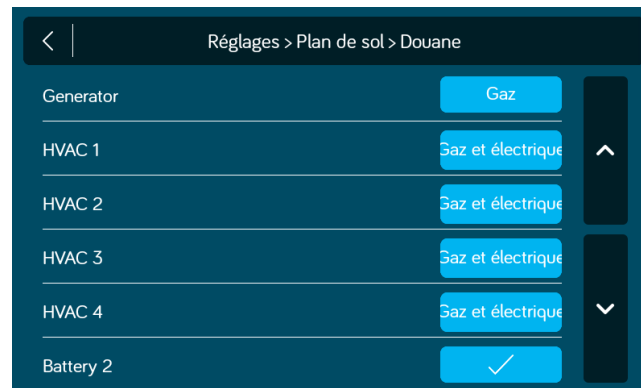 Réglages > Plan de sol > Douane
Generator Gaz
HVAC 1 Gaz et électrique
HVAC 2 Gaz et électrique
HVAC 3 Gaz et électrique
HVAC 4 Gaz et électrique
Battery 2